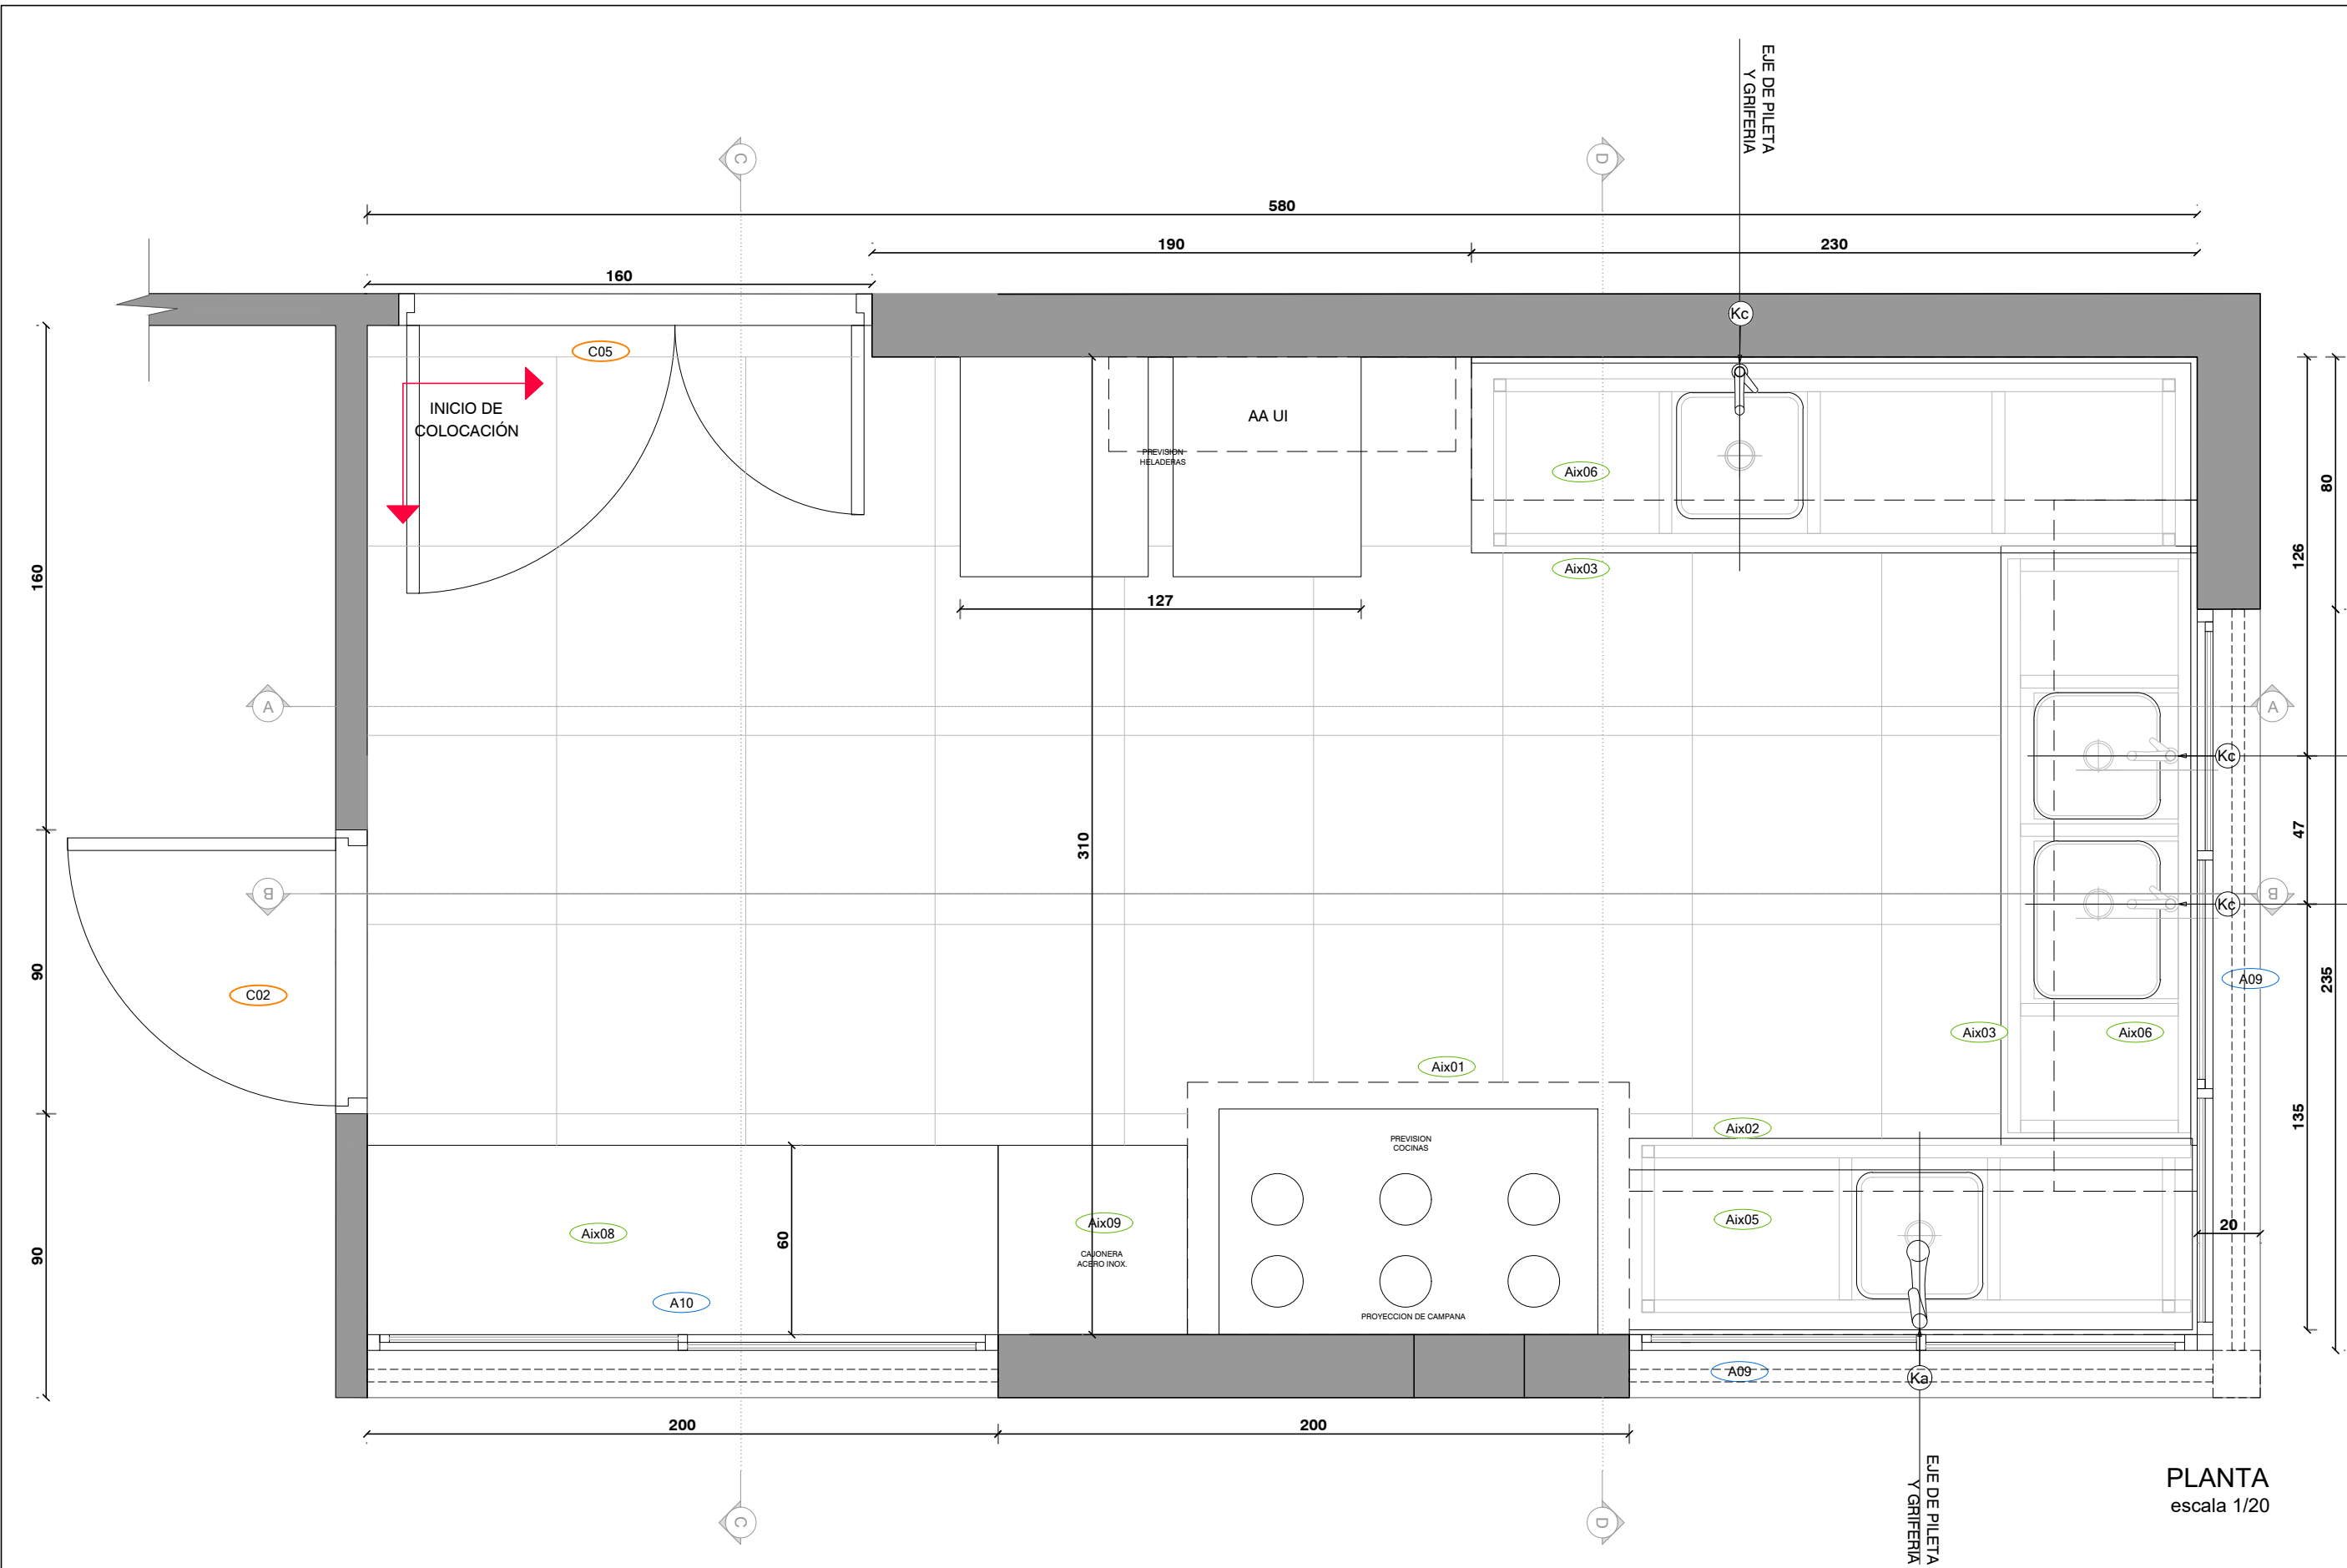 EJE DE PILETA
Y GRIFERIA
C
D
580
190
230
160
Kc
C05
INICIO DE
COLOCACIÓN
AA UI
PREVISION
HELADERAS
Aix06
80
126
160
Aix03
127
A
A
Kc
47
310
B
B
Kc
90
C02
A09
235
Aix03
Aix06
Aix01
135
Aix02
PREVISION
COCINAS
90
Aix08
60
Aix09
Aix05
20
CAJONERA
ACERO INOX.
A10
PROYECCION DE CAMPANA
A09
Ka
200
200
EJE DE PILETA
Y GRIFERIA
C
D
PLANTA
escala 1/20